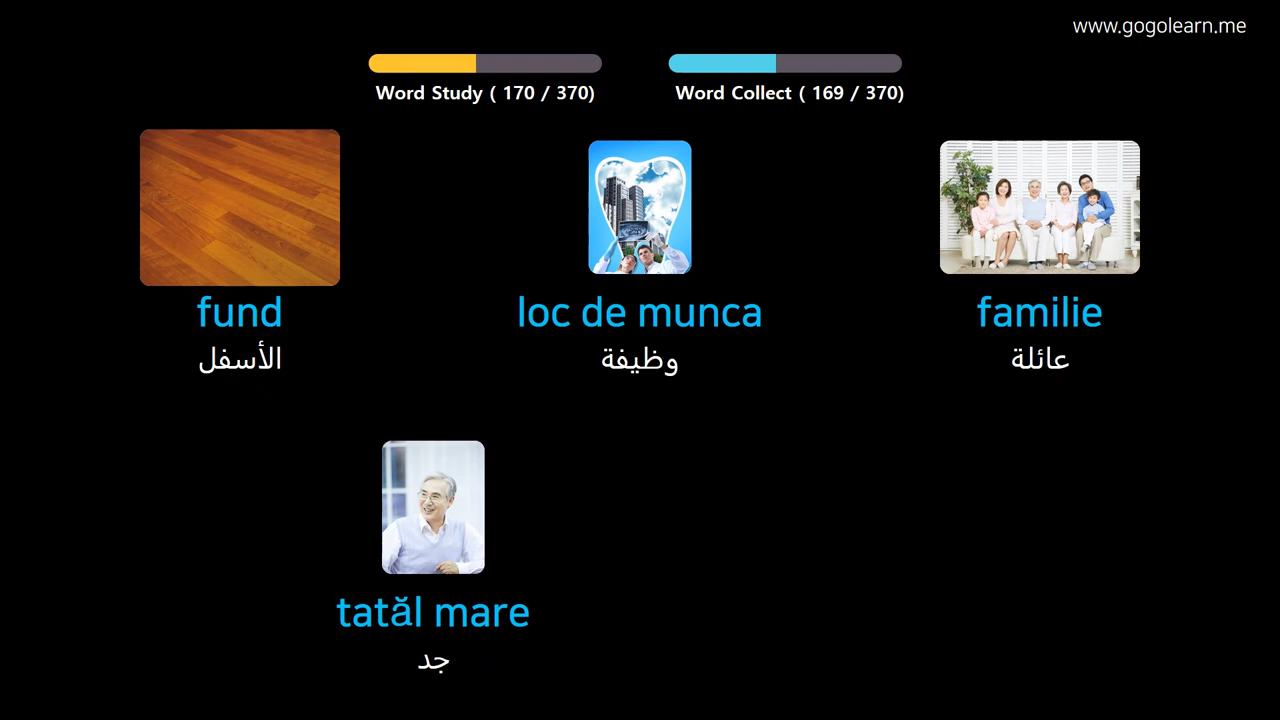 www.gogolearn.me
Word Study ( 170 / 370)
Word Collect ( 169 / 370)
fund
الأسفل
loc de munca
وظيفة
familie
عائلة
tatăl mare
جد